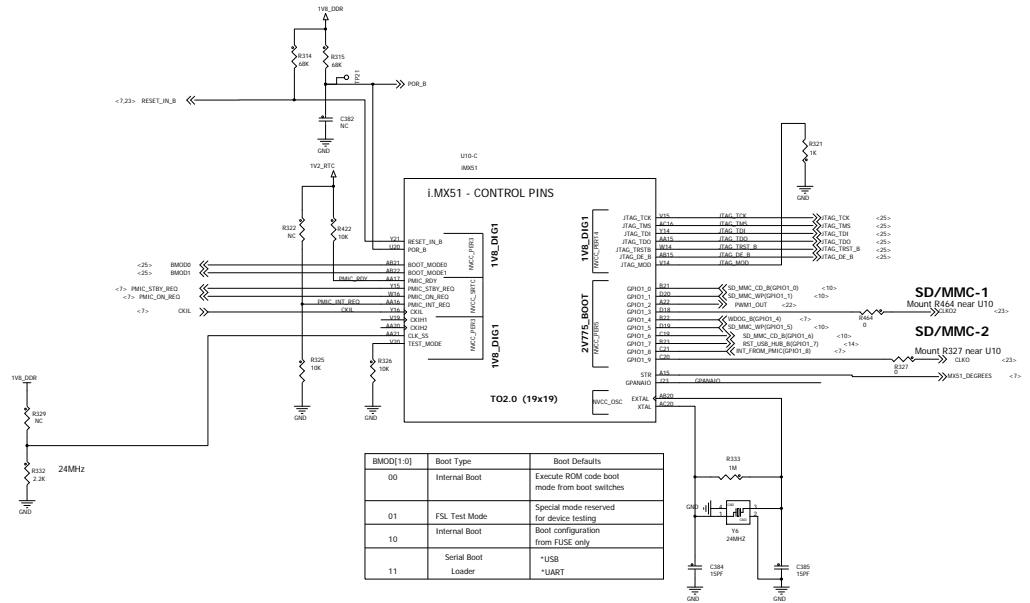 1V8_DDR
R314
68K
R315
68K
TP21
POR_B
<7,23> RESET_IN_B
C382
NC
GND
R321
1K
GND
U10-C
iMX51
1V2_RTC
i.MX51 - CONTROL PINS
R322
NC
R422
10K
Y21
U20
RESET_IN_B
POR_B
NVCC_PER3
1V8_DIG1
<25> BMOD0
<25> BMOD1
AB21
AB22
BOOT_MODE0
BOOT_MODE1
PMIC_RDY
AA17
PMIC_RDY
<7> PMIC_STBY_REQ
Y15
PMIC_STBY_REQ
<7> PMIC_ON_REQ
W16
PMIC_ON_REQ
PMIC_INT_REQ
AA16
PMIC_INT_REQ
NVCC_SRTC
<7> CKIL
CKIL
Y16
CKIL
V19
CKIH1
AA20
CKIH2
AA21
CLK_SS
V20
TEST_MODE
NVCC_PER3
1V8_DIG1
1V8_DIG1
NVCC_PER14
JTAG_TCK V15 JTAG_TCK JTAG_TCK <25>
JTAG_TMS AC16 JTAG_TMS JTAG_TMS <25>
JTAG_TDI Y14 JTAG_TDI JTAG_TDI <25>
JTAG_TDO AA15 JTAG_TDO JTAG_TDO <25>
JTAG_TRSTB W14 JTAG_TRST_B JTAG_TRST_B <25>
JTAG_DE_B AB15 JTAG_DE_B JTAG_DE_B <25>
JTAG_MOD V14 JTAG_MOD
2V775_BOOT
NVCC_PER5
GPIO1_0 B21 SD_MMC_CD_B(GPIO1_0) <10>
GPIO1_1 D20 SD_MMC_WP(GPIO1_1) <10>
GPIO1_2 A22 PWM1_OUT <22>
GPIO1_3 D18
GPIO1_4 B22 WDOG_B(GPIO1_4) <7>
GPIO1_5 D19 SD_MMC_WP(GPIO1_5) <10>
GPIO1_6 C19 SD_MMC_CD_B(GPIO1_6) <10>
GPIO1_7 B23 RST_USB_HUB_B(GPIO1_7) <14>
GPIO1_8 C21 INT_FROM_PMIC(GPIO1_8) <7>
GPIO1_9 C20
SD/MMC-1
Mount R464 near U10
R464
0
CLKO2 <23>
SD/MMC-2
Mount R327 near U10
R327
0
CLKO <23>
STR A15
MX51_DEGREES <7>
GPANAIO J23 GPANAIO
NVCC_OSC
EXTAL AB20
XTAL AC20
TO2.0 (19x19)
R325
10K
GND
R326
10K
GND
1V8_DDR
R329
NC
R332
2.2K
24MHz
GND
BMOD[1:0] Boot Type Boot Defaults
00 Internal Boot Execute ROM code boot
mode from boot switches
01 FSL Test Mode Special mode reserved
for device testing
10 Internal Boot Boot configuration
from FUSE only
11 Serial Boot
Loader
*USB
*UART
R333
1M
GND
4
1
3
2
GND
GND
Y6
24MHZ
C384
15PF
GND
C385
15PF
GND